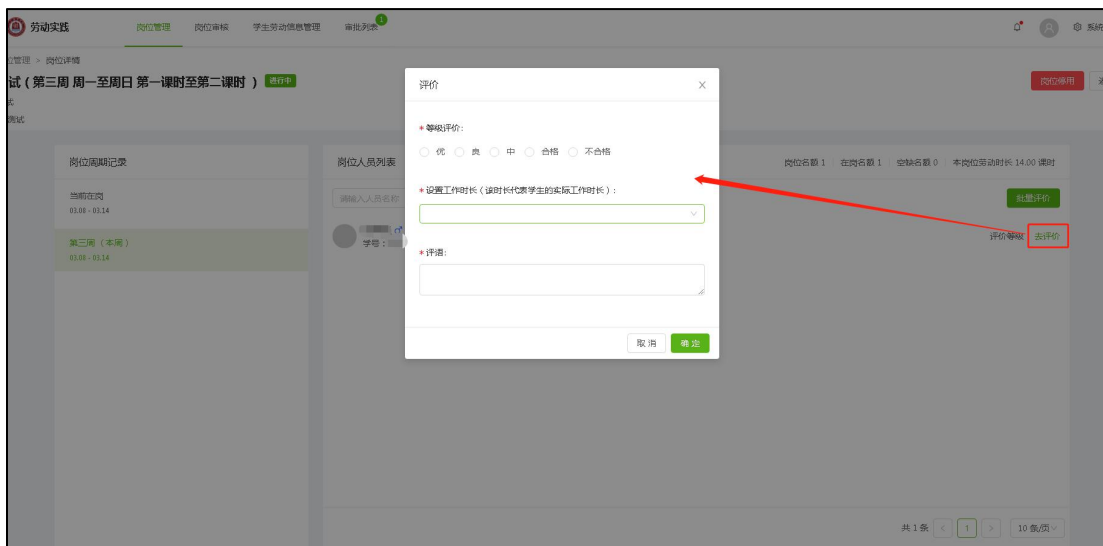 劳动实践 岗位管理 岗位审核 学生劳动信息管理 审批列表 1
位管理 > 岗位详情
试 ( 第三周 周一至周日 第一课时至第二课时 ) 进行中
岗位停用
测试
评价
岗位周期记录
岗位人员列表
岗位名额 1 在岗名额 1 空缺名额 0 本岗位劳动时长 14.00 课时
* 等级评价:
优 良 中 合格 不合格
当前在岗
03.08 - 03.14
请输入人员名称
* 设置工作时长 ( 该时长代表学生的实际工作时长 ) :
批量评价
第三周 (本周)
03.08 - 03.14
学号 :
评价等级 去评价
* 评语:
取 消 确 定
共 1 条 < 1 > 10 条/页